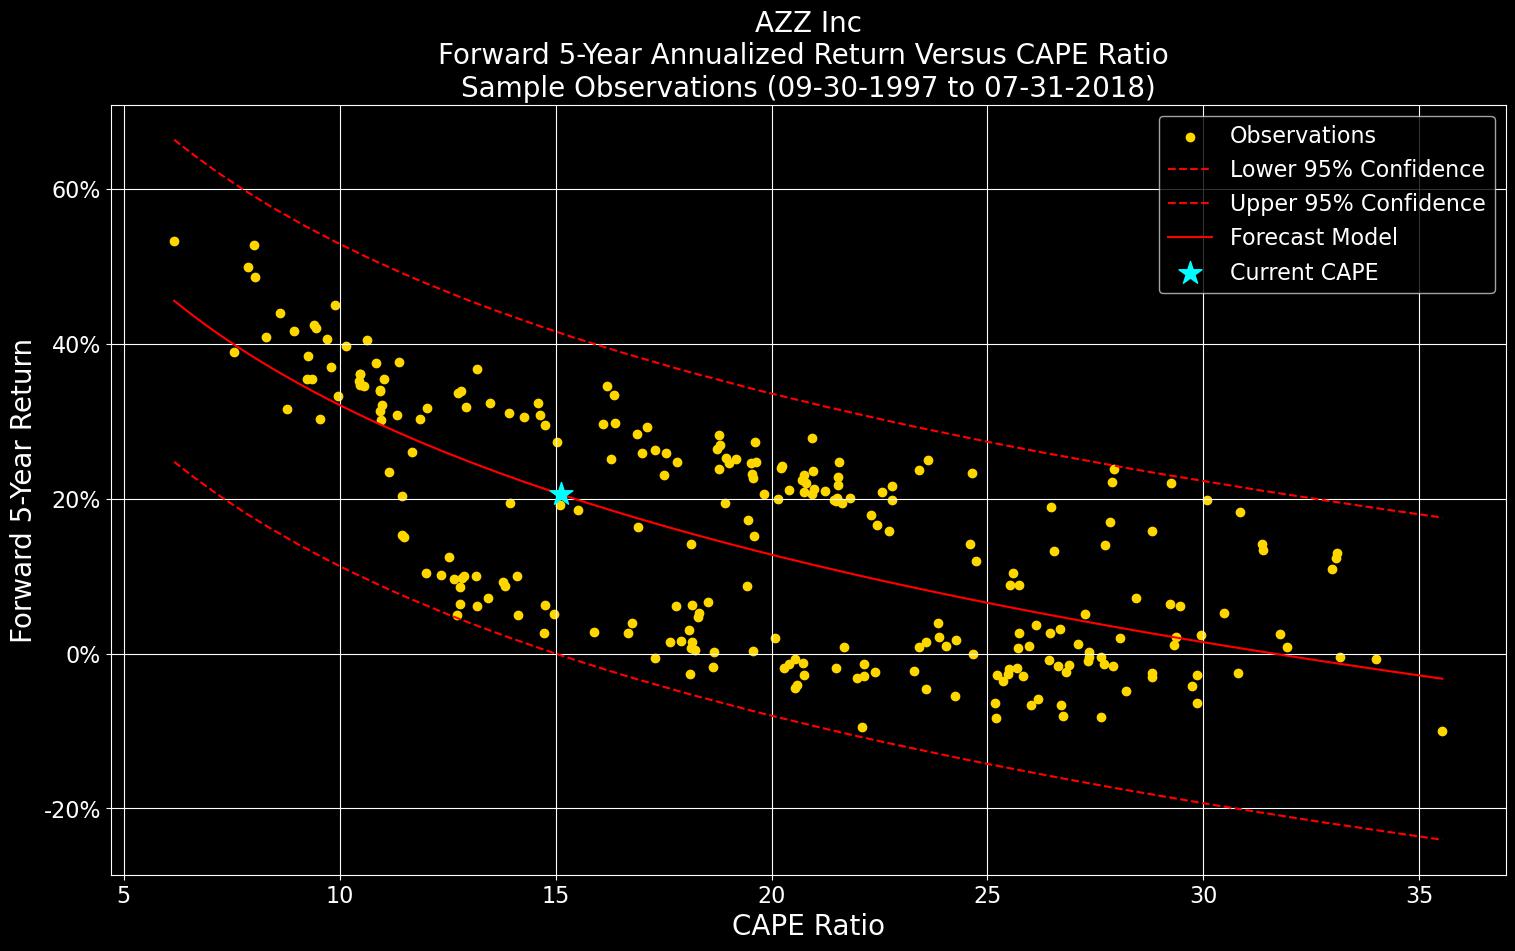 AZZ Inc
Forward 5-Year Annualized Return Versus CAPE Ratio
Sample Observations (09-30-1997 to 07-31-2018)
Observations
Lower 95% Confidence
Upper 95% Confidence
Forecast Model
Current CAPE
Forward 5-Year Return
60%
40%
20%
0%
-20%
5 10 15 20 25 30 35
CAPE Ratio